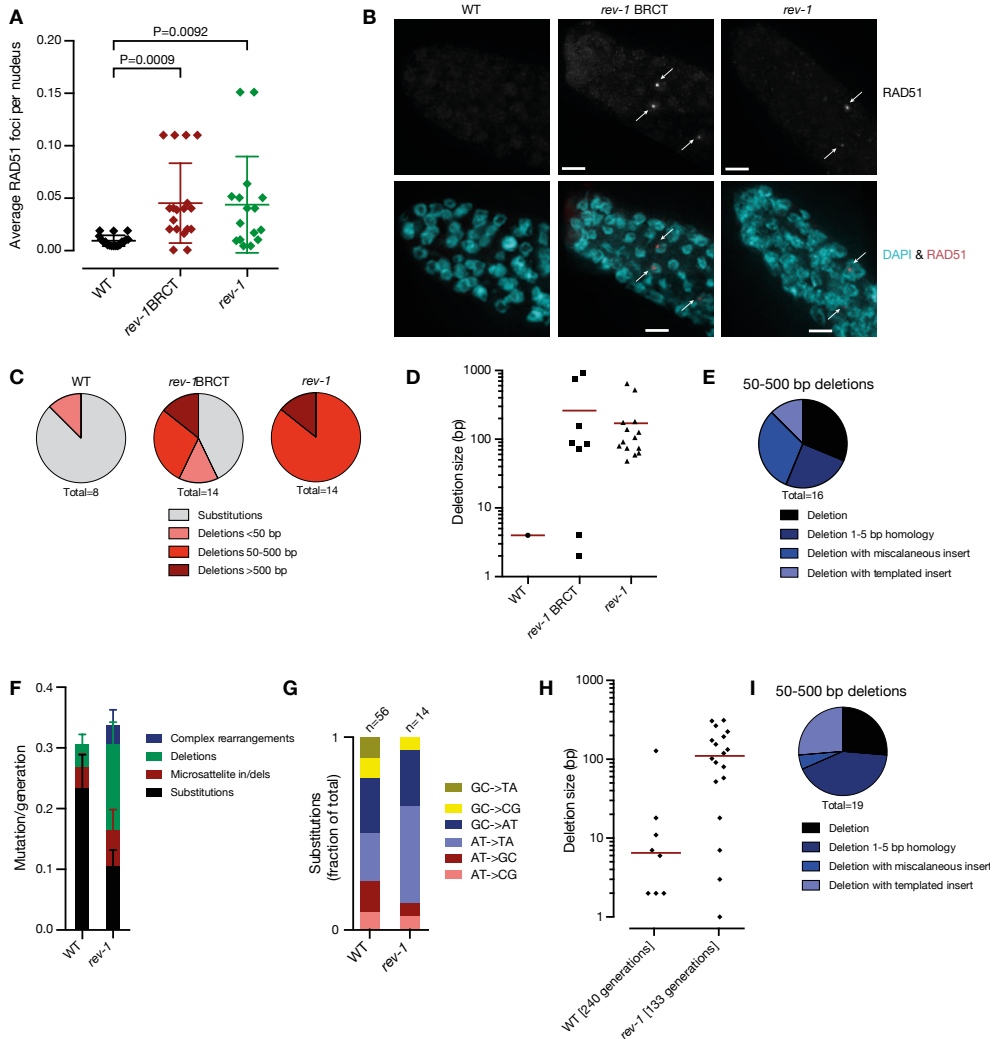 A
P=0.0092
P=0.0009
0.20
0.15
0.10
0.05
0.00
Average RAD51 foci per nucleus
WT
rev-1BRCT
rev-1
B
WT
rev-1 BRCT
rev-1
RAD51
DAPI & RAD51
C
WT
rev-1BRCT
rev-1
Total=8
Total=14
Total=14
Substitutions
Deletions <50 bp
Deletions 50-500 bp
Deletions >500 bp
D
1000
100
10
1
Deletion size (bp)
WT
rev-1 BRCT
rev-1
E
50-500 bp deletions
Total=16
Deletion
Deletion 1-5 bp homology
Deletion with miscalaneous insert
Deletion with templated insert
F
0.4
0.3
0.2
0.1
0.0
Mutation/generation
WT
rev-1
Complex rearrangements
Deletions
Microsattelite in/dels
Substitutions
G
n=56
n=14
1
0
Substitutions
(fraction of total)
WT
rev-1
GC->TA
GC->CG
GC->AT
AT->TA
AT->GC
AT->CG
H
1000
100
10
1
Deletion size (bp)
WT [240 generations]
rev-1 [133 generations]
I
50-500 bp deletions
Total=19
Deletion
Deletion 1-5 bp homology
Deletion with miscalaneous insert
Deletion with templated insert